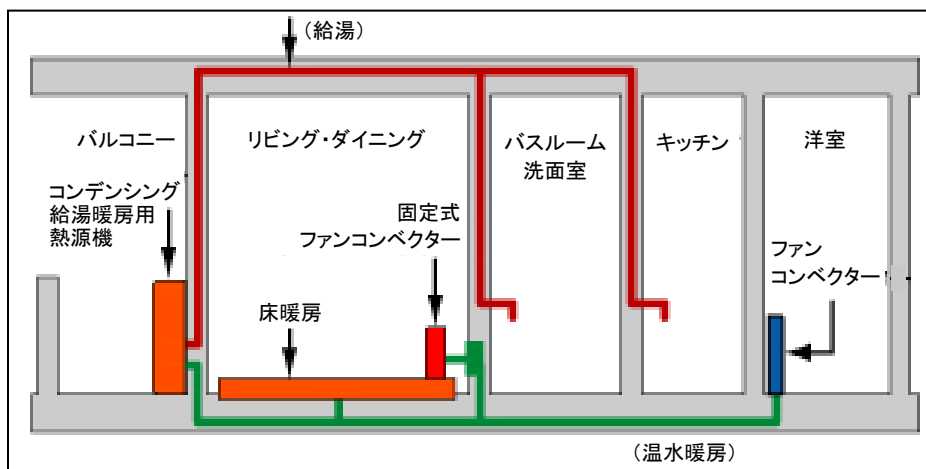 (給湯)
バルコニー
リビング・ダイニング
バスルーム
洗面室
キッチン
洋室
コンデンシング
給湯暖房用
熱源機
固定式
ファンコンベクター
床暖房
ファン
コンベクター
(温水暖房)